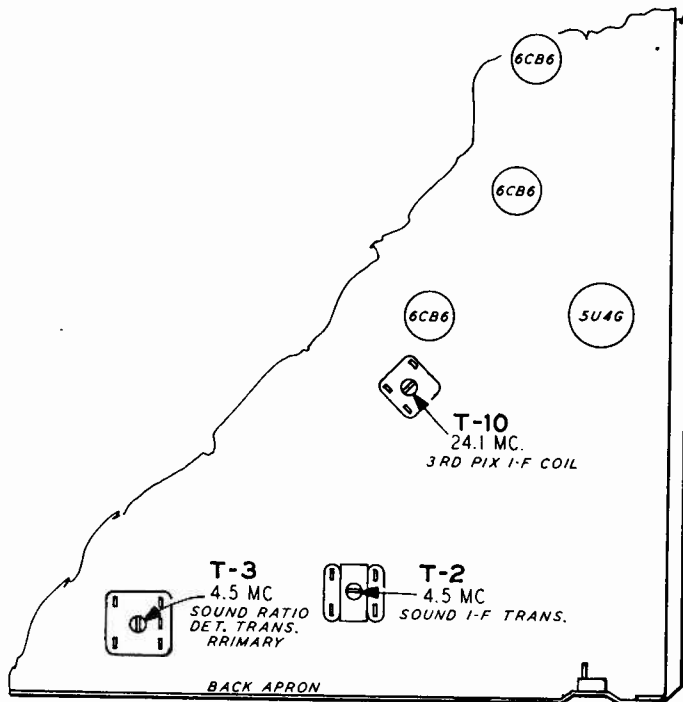 6CB6
6CB6
6CB6
5U4G
T-10
24.1 MC.
3RD PIX I-F COIL
T-3
4.5 MC
SOUND RATIO
DET. TRANS.
RRIMARY
T-2
4.5 MC
SOUND I-F TRANS.
BACK APRON